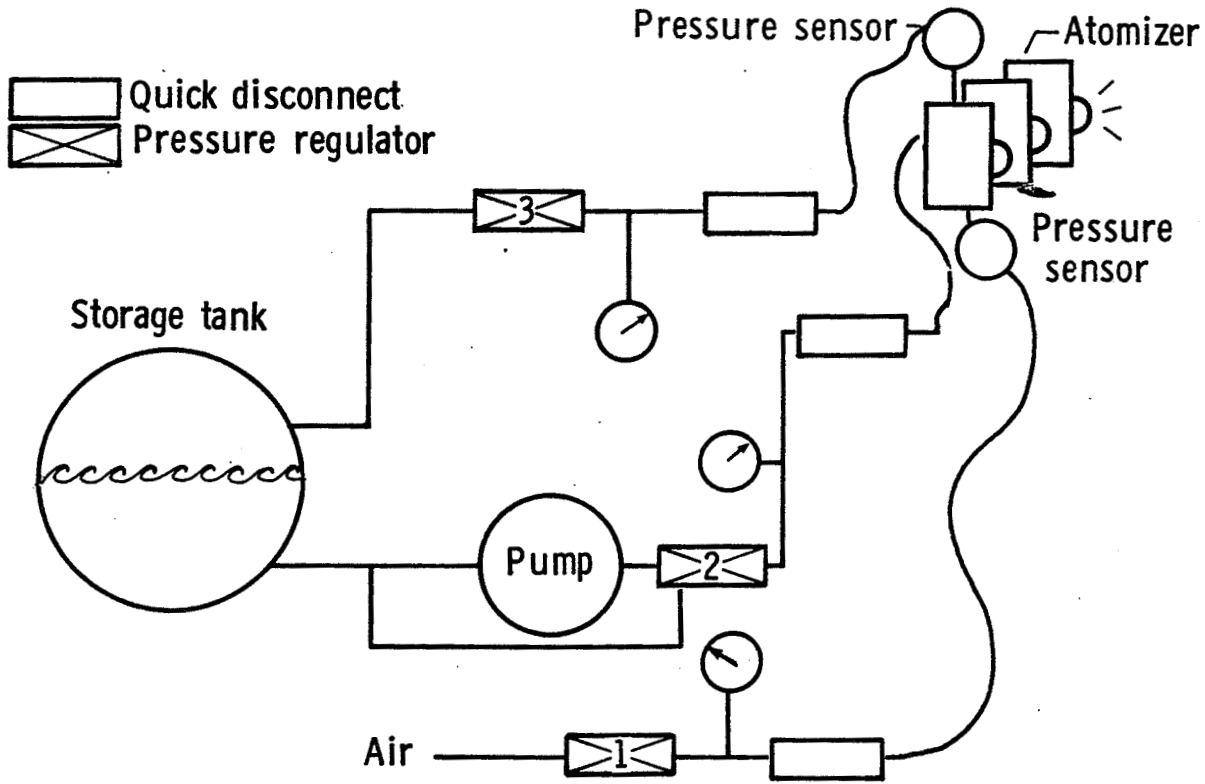 Pressure sensor
Atomizer
Quick disconnect
Pressure regulator
3
Pressure
sensor
Storage tank
Pump
2
Air
1